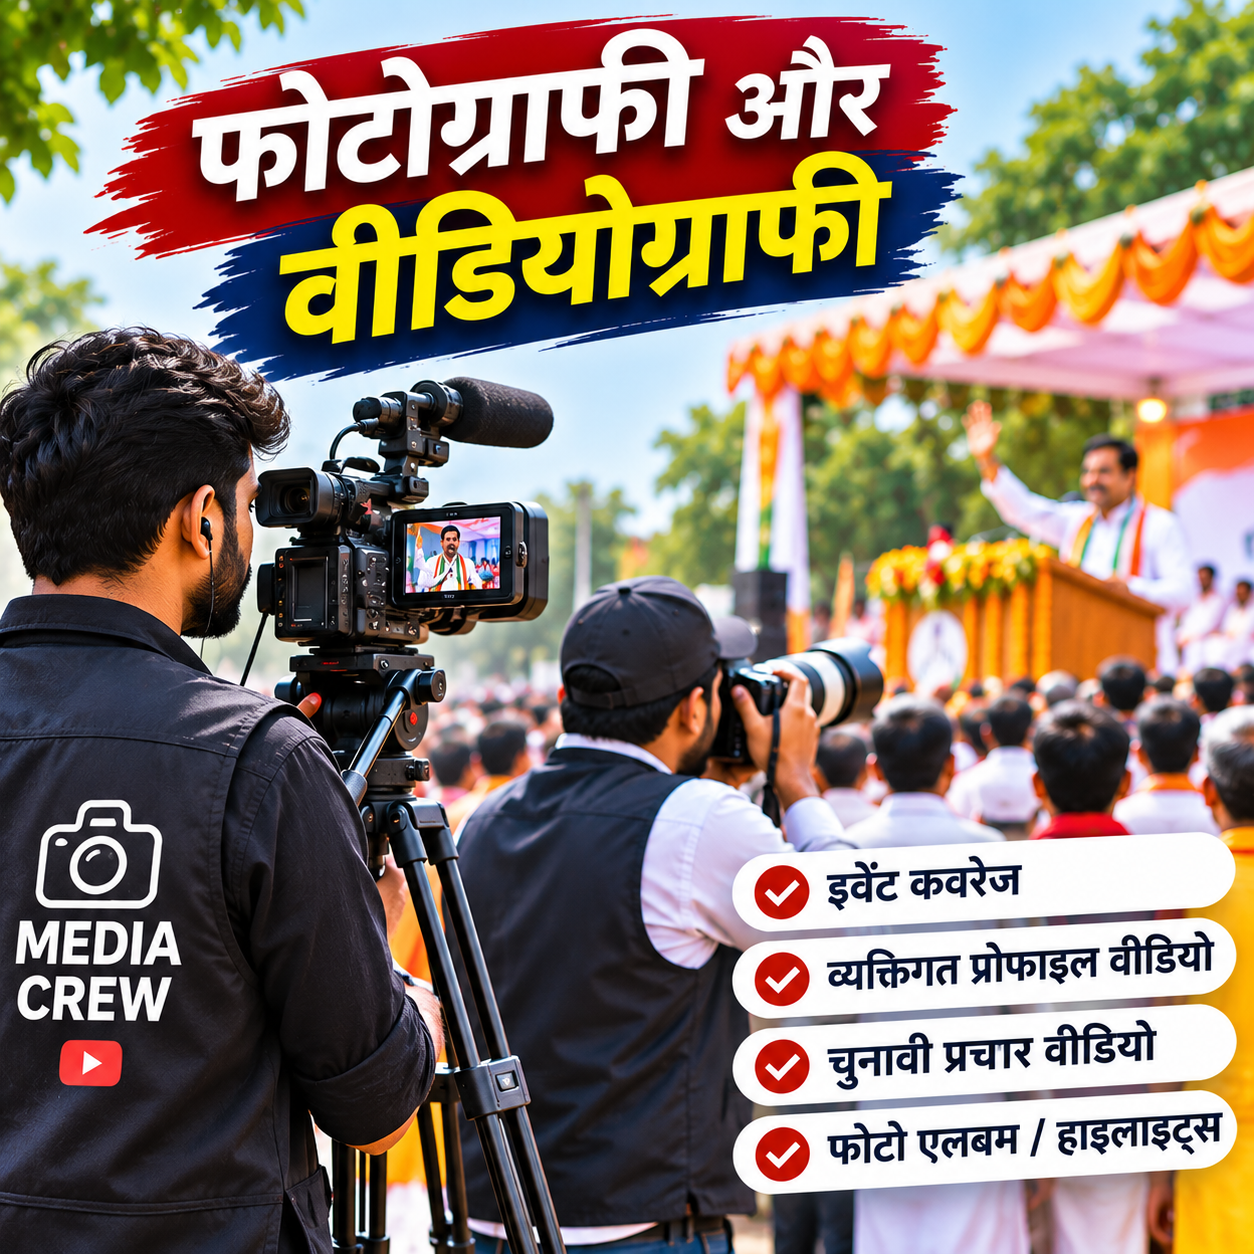 फोटोग्राफी और
वीडियोग्राफी
MEDIA
CREW
इवेंट कवरेज
व्यक्तिगत प्रोफाइल वीडियो
चुनावी प्रचार वीडियो
फोटो एलबम / हाइलाइट्स